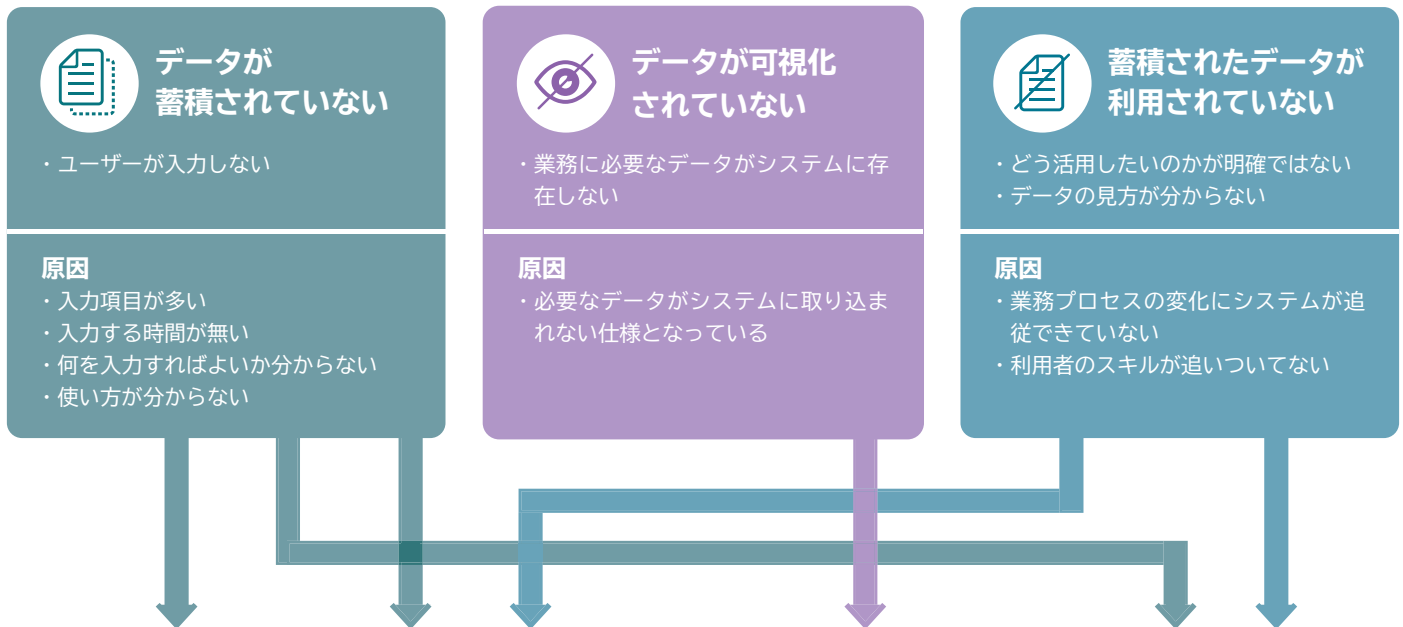 データが
蓄積されていない
・ユーザーが入力しない
原因
・入力項目が多い
・入力する時間が無い
・何を入力すればよいか分からない
・使い方が分からない
データが可視化
されていない
・業務に必要なデータがシステムに存
在しない
原因
・必要なデータがシステムに取り込ま
れない仕様となっている
蓄積されたデータが
利用されていない
・どう活用したいのかが明確ではない
・データの見方が分からない
原因
・業務プロセスの変化にシステムが追
従できていない
・利用者のスキルが追いついてない